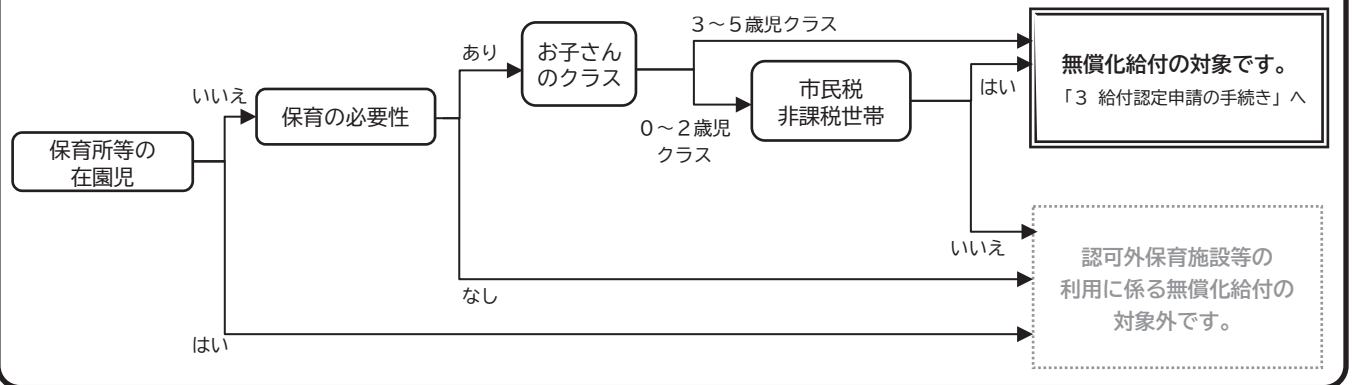 保育所等の
在園児
いいえ
はい
保育の必要性
あり
なし
お子さん
のクラス
3～5歳児クラス
0～2歳児
クラス
市民税
非課税世帯
はい
いいえ
無償化給付の対象です。
「3 給付認定申請の手続き」へ
認可外保育施設等の
利用に係る無償化給付の
対象外です。